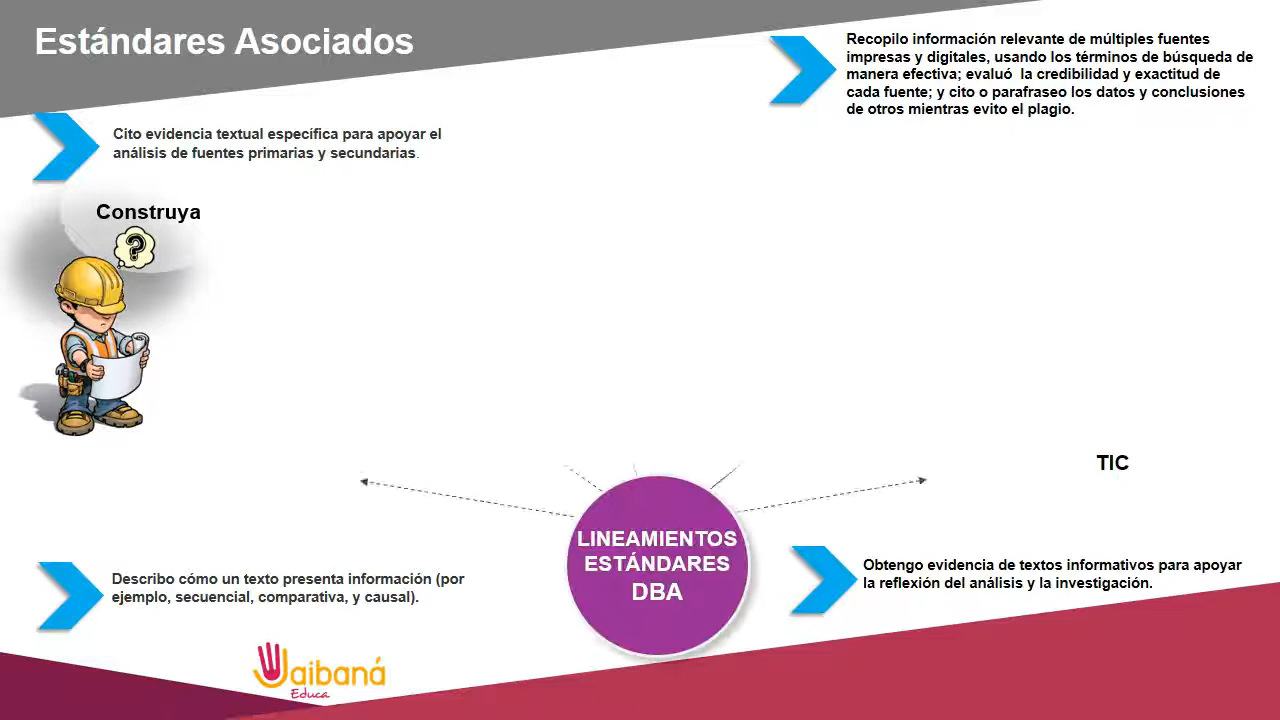 Estándares Asociados
Recopilo información relevante de múltiples fuentes
impresas y digitales, usando los términos de búsqueda de
manera efectiva; evaluó la credibilidad y exactitud de
cada fuente; y cito o parafraseo los datos y conclusiones
de otros mientras evito el plagio.
Cito evidencia textual específica para apoyar el
análisis de fuentes primarias y secundarias.
Construya
?
TIC
LINEAMIENTOS
ESTÁNDARES
DBA
Obtengo evidencia de textos informativos para apoyar
la reflexión del análisis y la investigación.
Describo cómo un texto presenta información (por
ejemplo, secuencial, comparativa, y causal).
Jaibaná
Educa